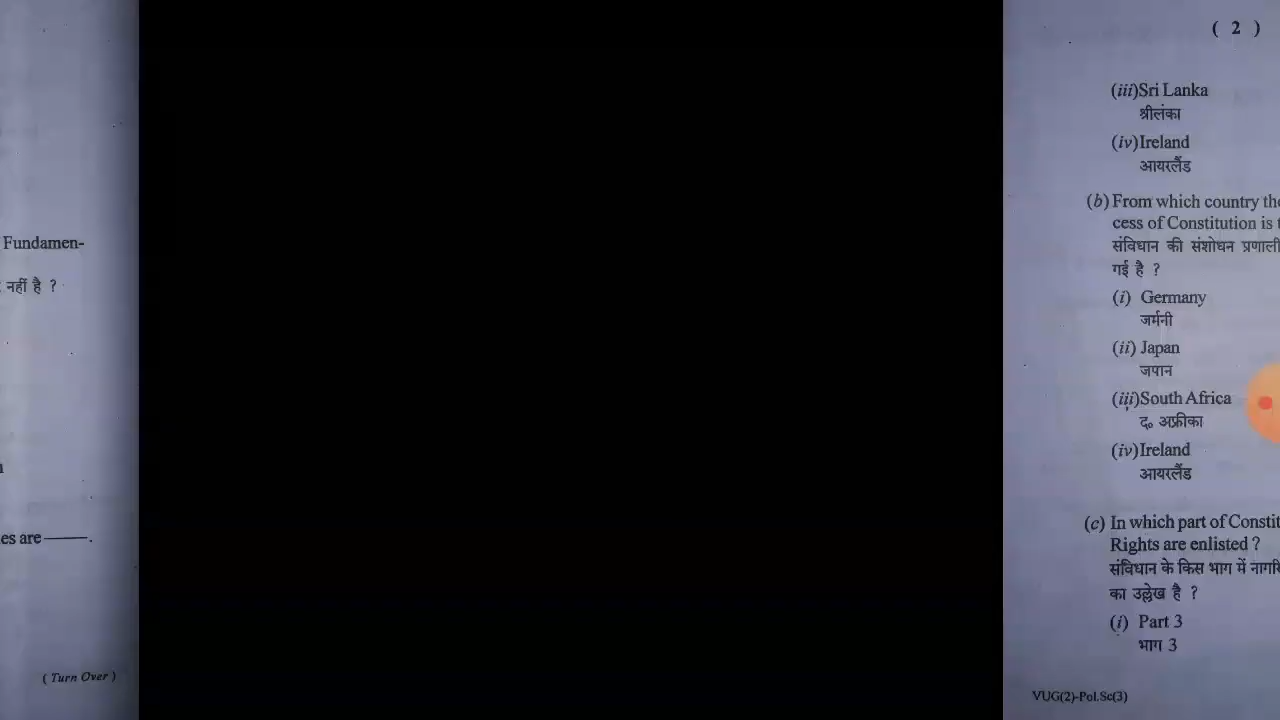 Fundamen-
नहीं है ?
es are ———.
( Turn Over )
( 2 )
(iii) Sri Lanka
श्रीलंका
(iv) Ireland
आयरलैंड
(b) From which country the
cess of Constitution is
संविधान की संशोधन प्रणाली
गई है ?
(i) Germany
जर्मनी
(ii) Japan
जपान
(iii) South Africa
द॰ अफ्रीका
(iv) Ireland
आयरलैंड
(c) In which part of Constit
Rights are enlisted ?
संविधान के किस भाग में नागरि
का उल्लेख है ?
(i) Part 3
भाग 3
VUG(2)-Pol.Sc(3)